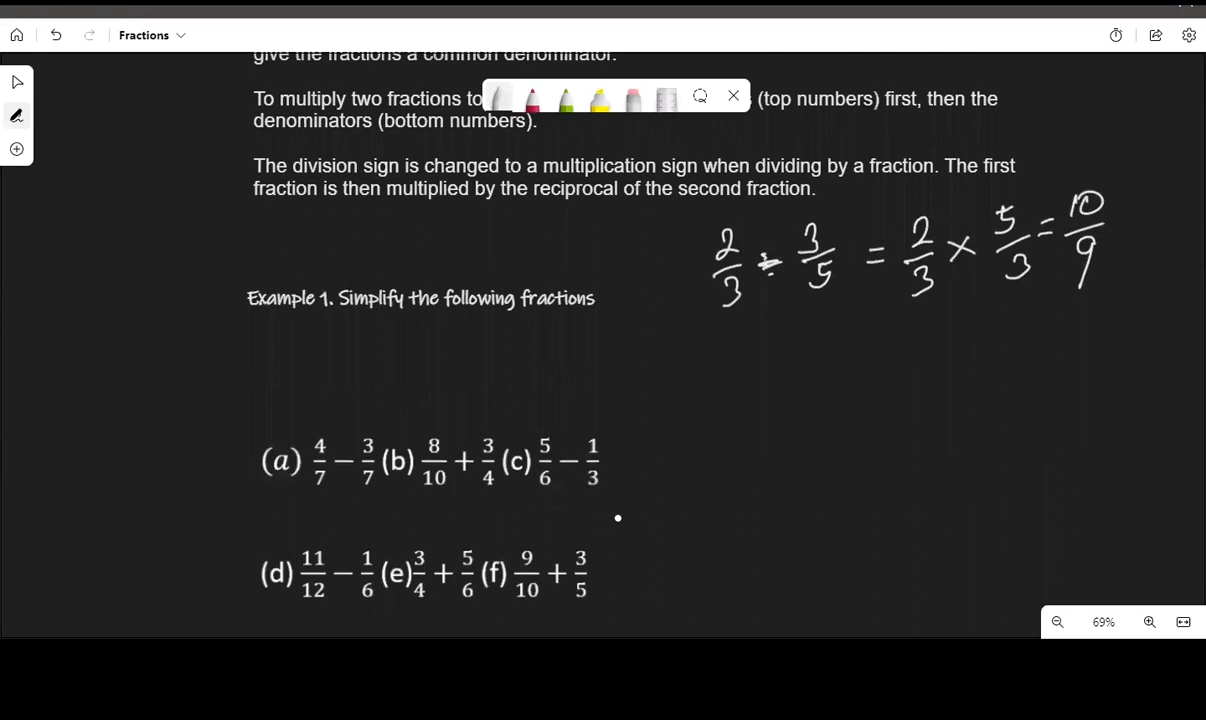 Fractions
give the fractions a common denominator.
To multiply two fractions to (top numbers) first, then the
denominators (bottom numbers).
The division sign is changed to a multiplication sign when dividing by a fraction. The first
fraction is then multiplied by the reciprocal of the second fraction.
2/3 ÷ 3/5 = 2/3 × 5/3 = 10/9
Example 1. Simplify the following fractions
(a) 4/7 − 3/7 (b) 8/10 + 3/4 (c) 5/6 − 1/3
(d) 11/12 − 1/6 (e) 3/4 + 5/6 (f) 9/10 + 3/5
69%